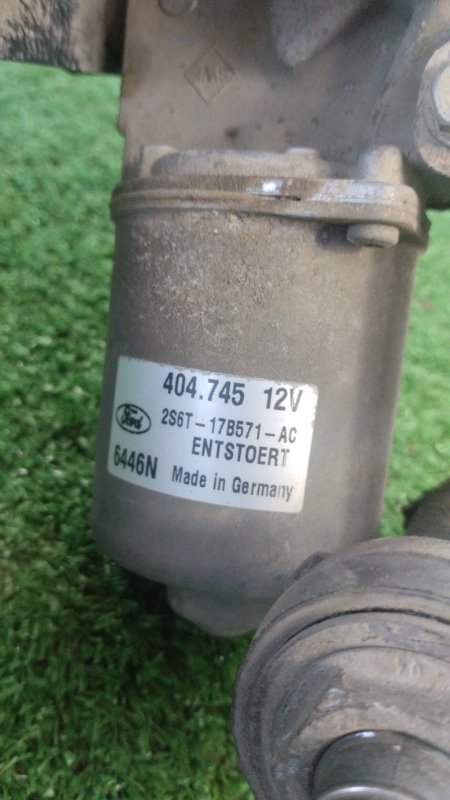 404.745 12V
Ford 2S6T-17B571-AC
ENTSTOERT
6446N Made in Germany